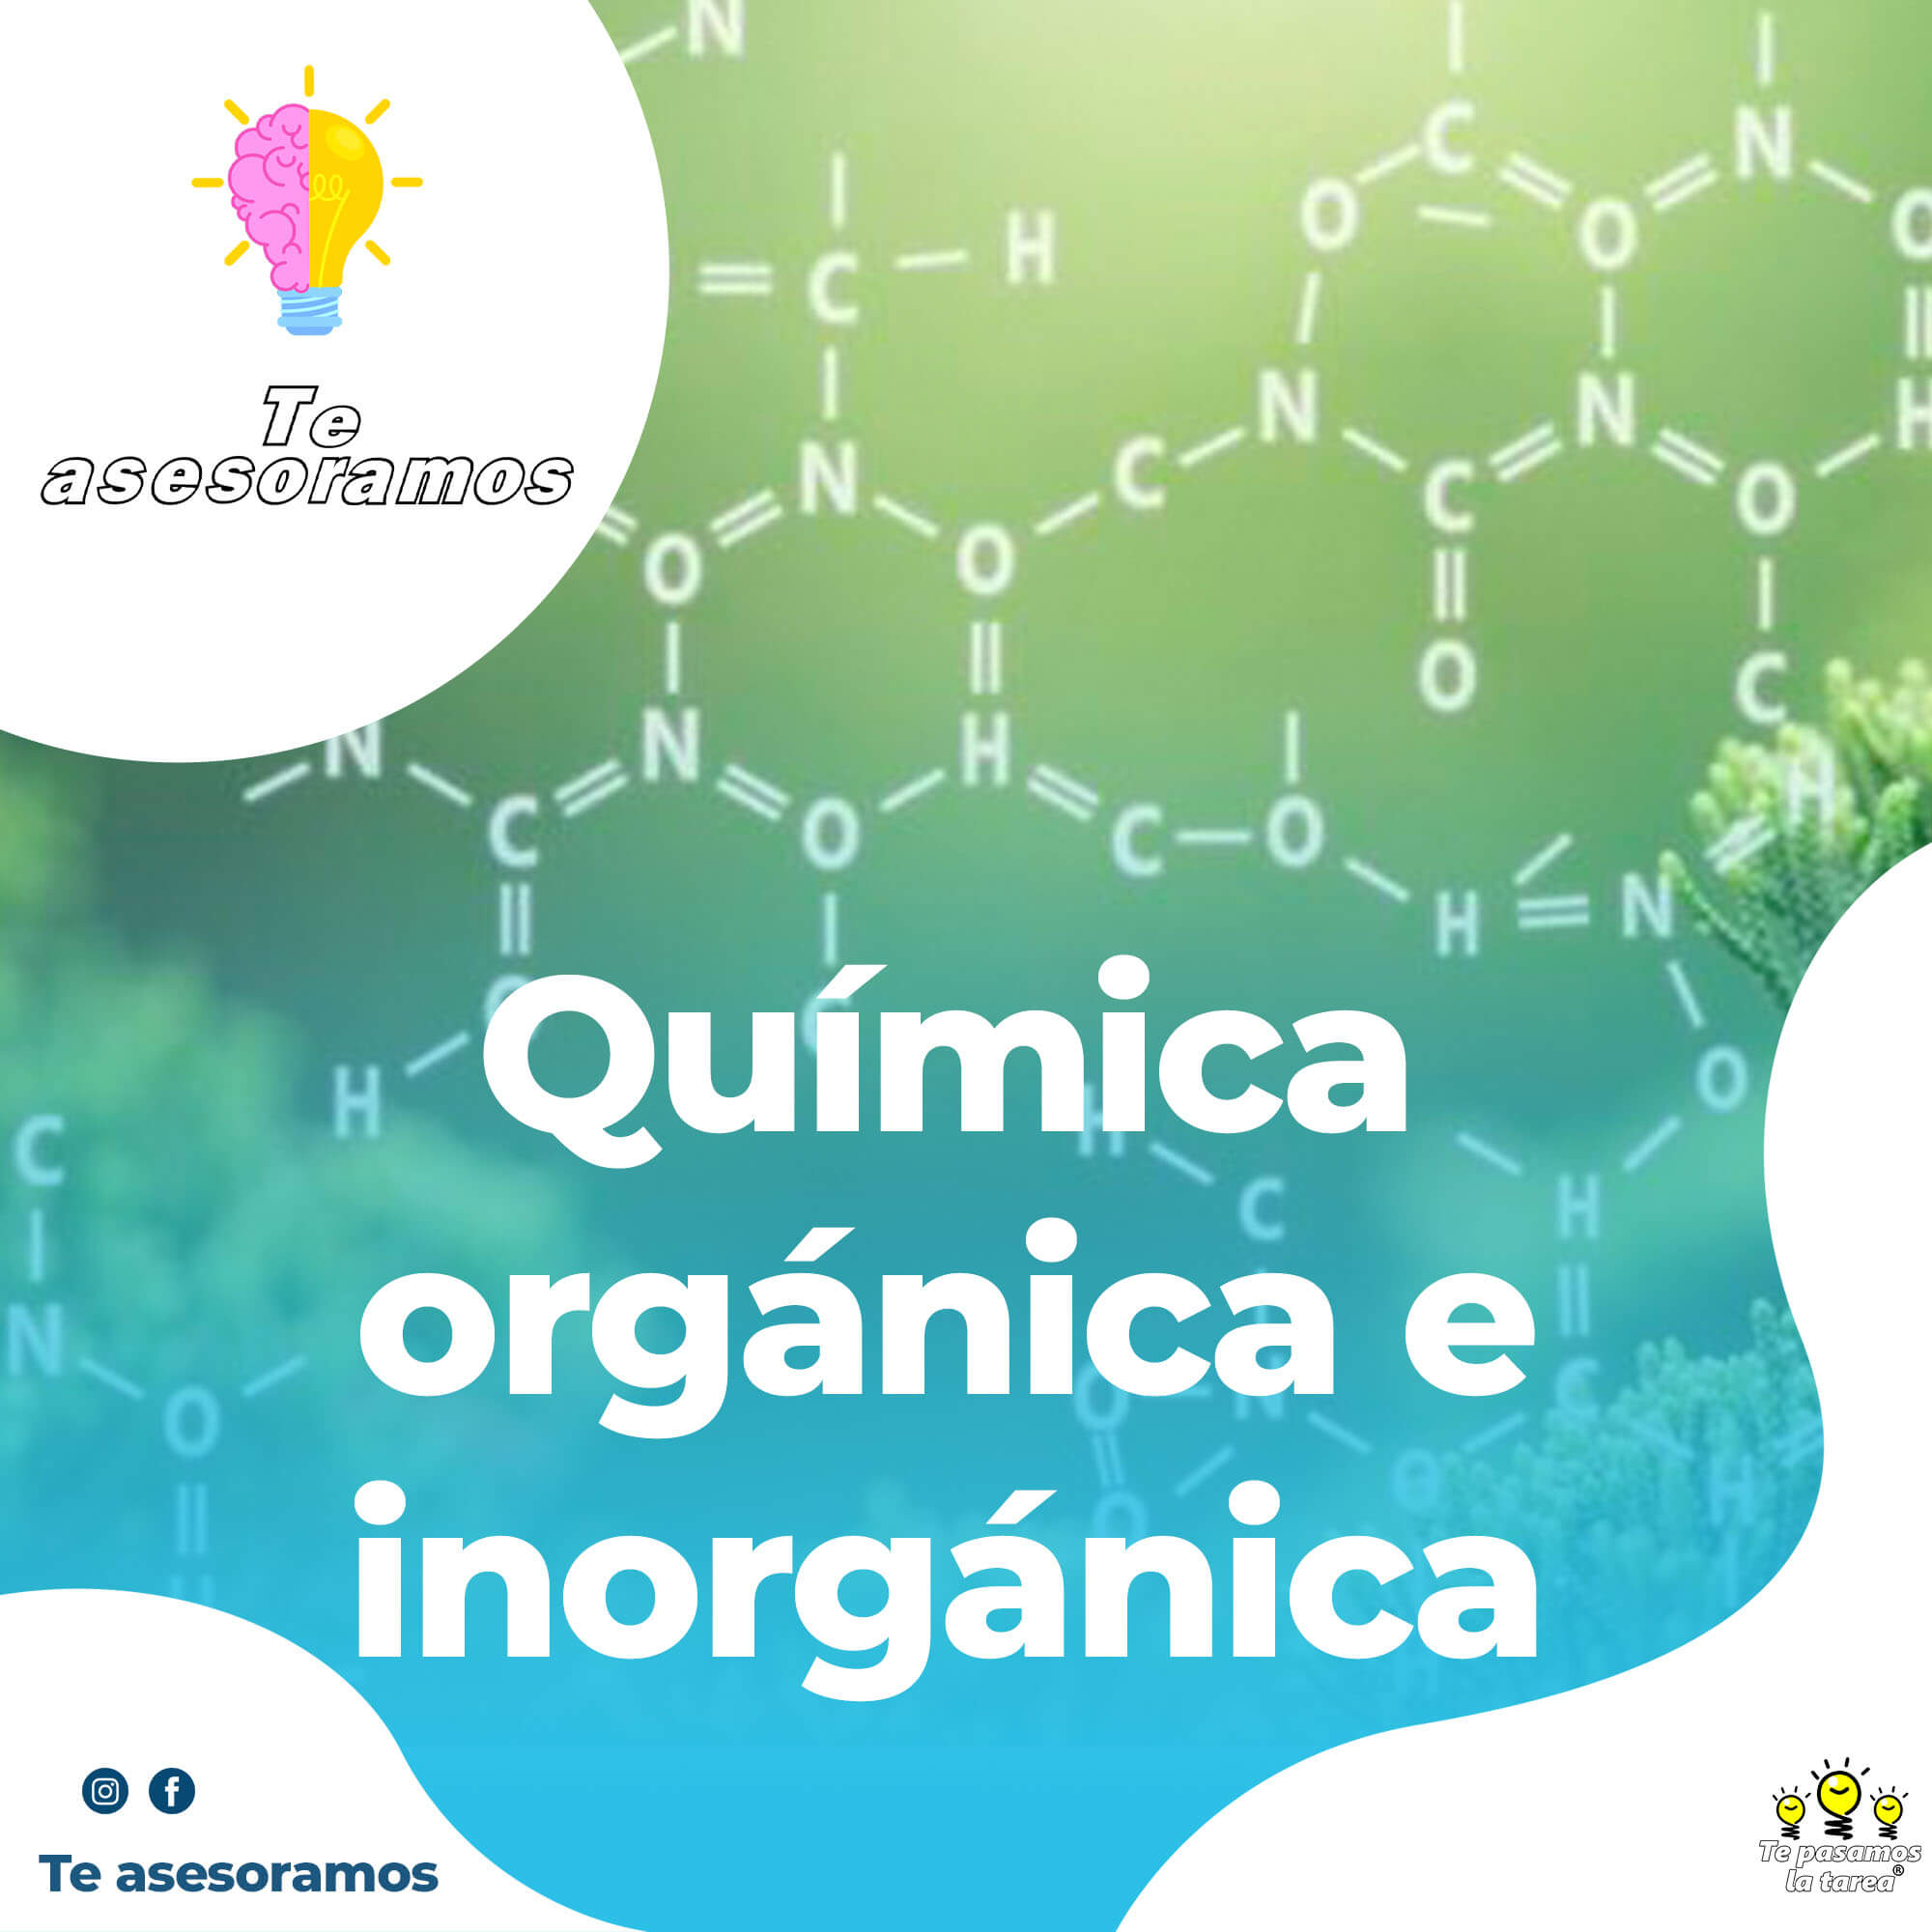 Te
asesoramos
Química
orgánica e
inorgánica
Te asesoramos
Te pasamos
la tarea®